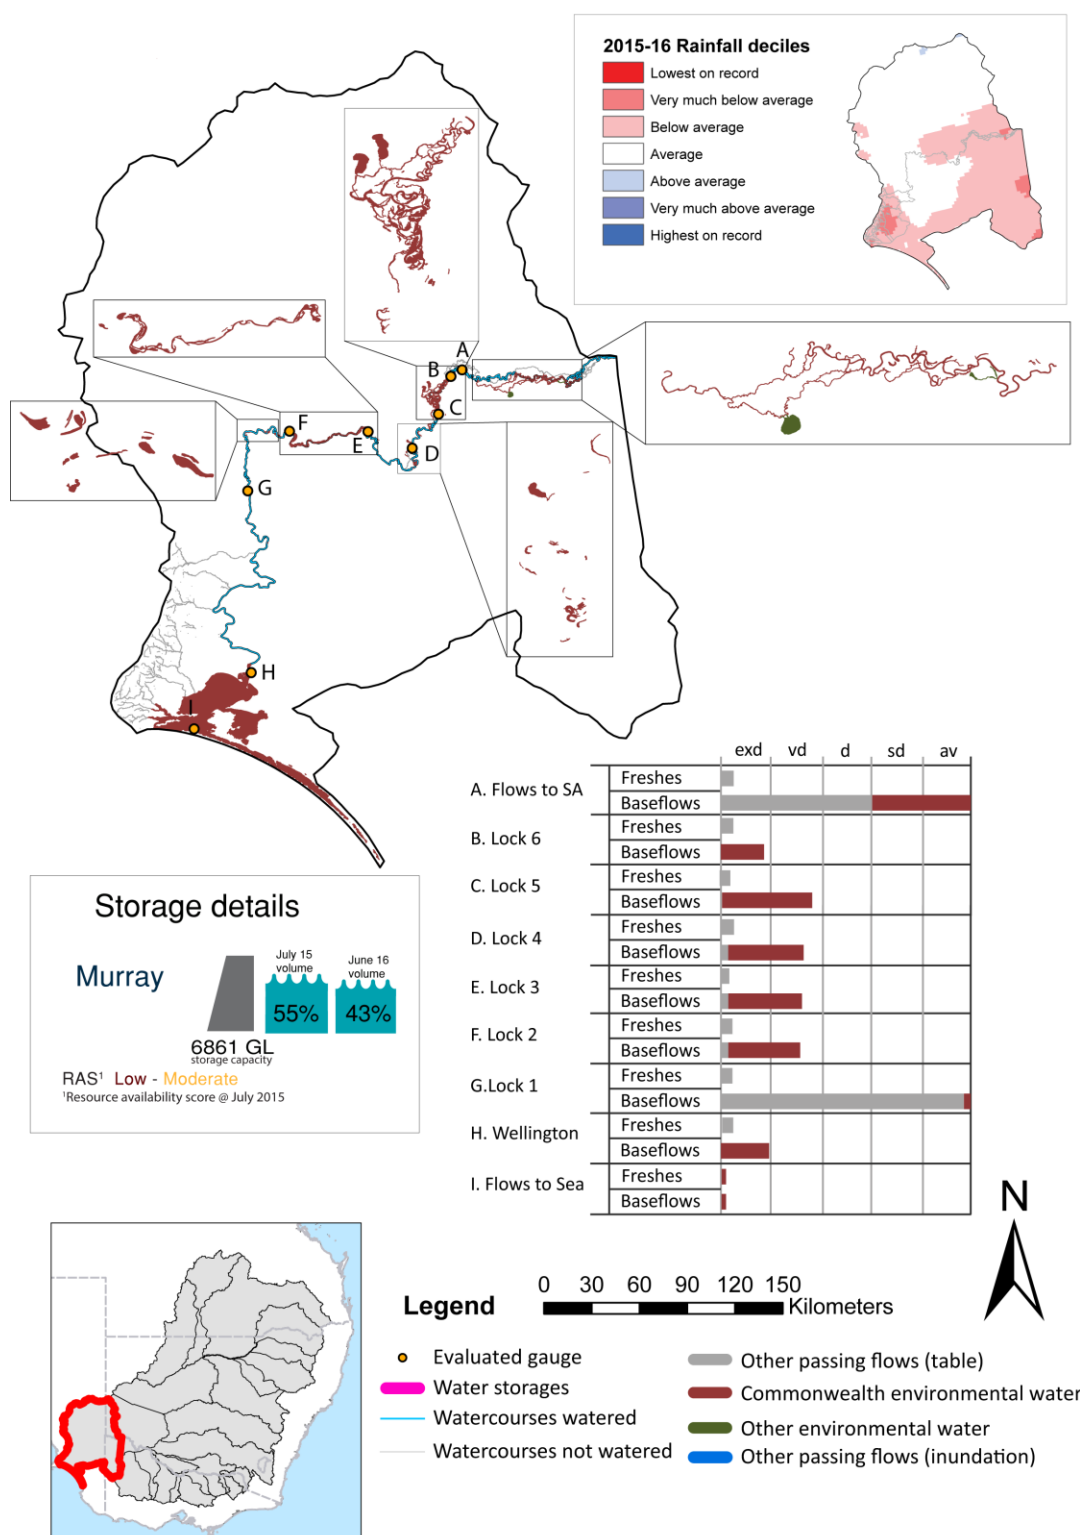 2015-16 Rainfall deciles
Lowest on record
Very much below average
Below average
Average
Above average
Very much above average
Highest on record
A
B
C
D
E
F
G
H
I
exd vd d sd av
A. Flows to SA
Freshes
Baseflows
B. Lock 6
Freshes
Baseflows
C. Lock 5
Freshes
Baseflows
D. Lock 4
Freshes
Baseflows
E. Lock 3
Freshes
Baseflows
F. Lock 2
Freshes
Baseflows
G.Lock 1
Freshes
Baseflows
H. Wellington
Freshes
Baseflows
I. Flows to Sea
Freshes
Baseflows
Storage details
Murray
July 15
volume
55%
June 16
volume
43%
6861 GL
storage capacity
RAS¹ Low - Moderate
¹Resource availability score @ July 2015
N
0 30 60 90 120 150
Kilometers
Legend
Evaluated gauge
Water storages
Watercourses watered
Watercourses not watered
Other passing flows (table)
Commonwealth environmental water
Other environmental water
Other passing flows (inundation)